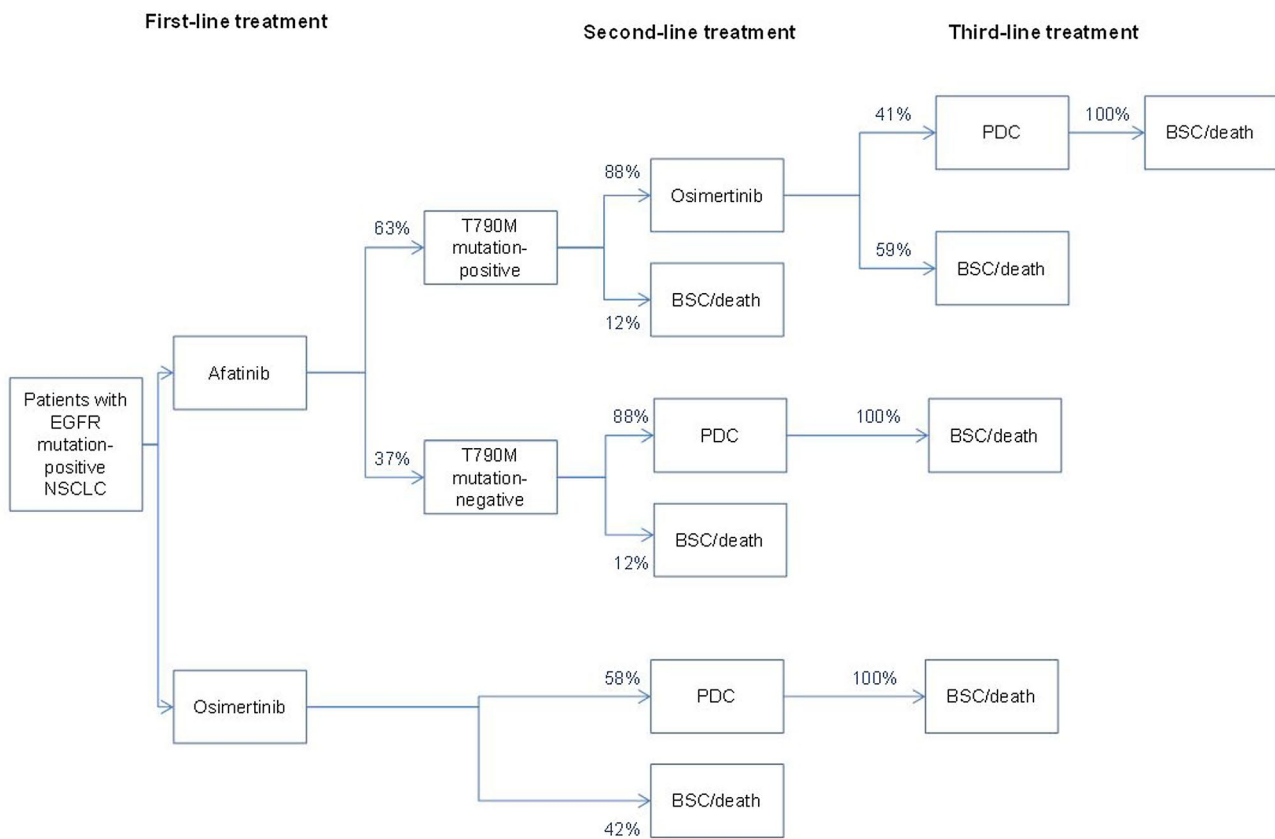 First-line treatment
Second-line treatment
Third-line treatment
41%
PDC
100%
BSC/death
88%
Osimertinib
63%
T790M
mutation-
positive
59%
BSC/death
BSC/death
12%
Afatinib
Patients with
EGFR
mutation-
positive
NSCLC
88%
PDC
100%
BSC/death
37%
T790M
mutation-
negative
BSC/death
12%
Osimertinib
58%
PDC
100%
BSC/death
BSC/death
42%